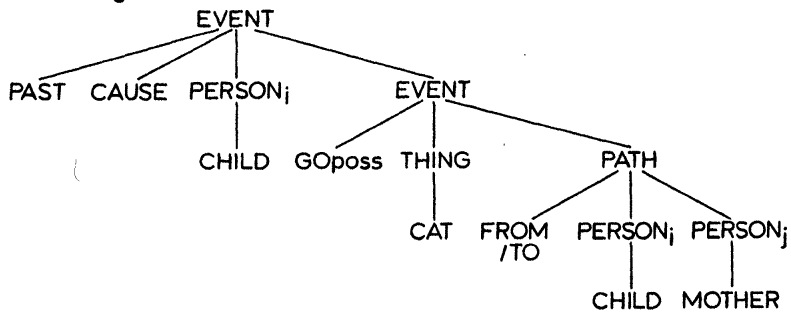 EVENT
PAST CAUSE PERSONi EVENT
CHILD GOposs THING PATH
CAT FROM PERSONi PERSONj
/TO
CHILD MOTHER